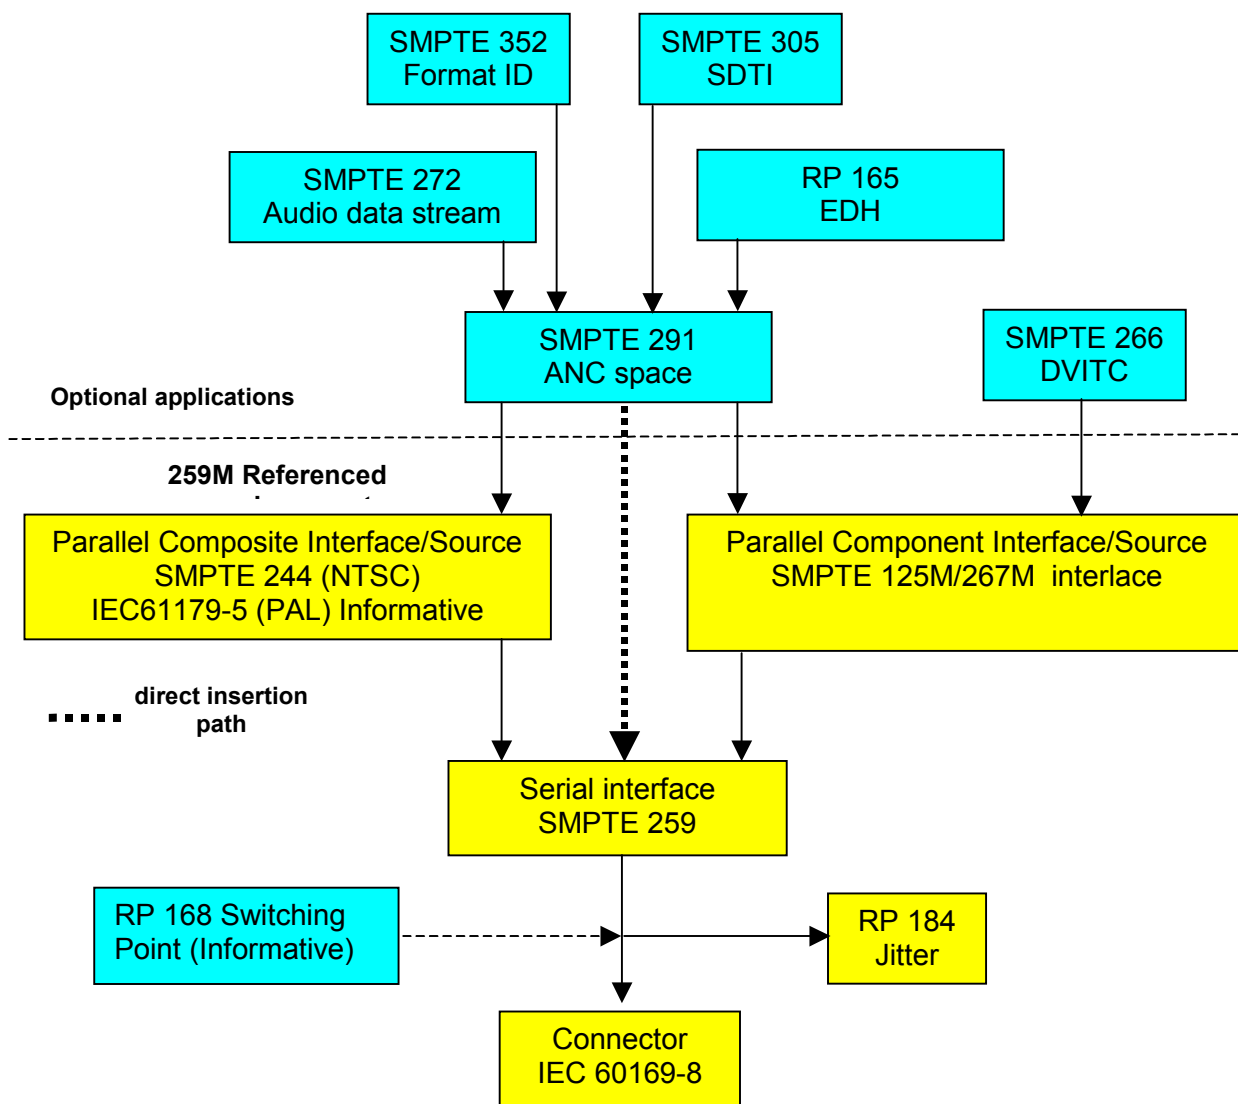 SMPTE 352
Format ID
SMPTE 305
SDTI
SMPTE 272
Audio data stream
RP 165
EDH
SMPTE 291
ANC space
SMPTE 266
DVITC
Optional applications
259M Referenced
Parallel Composite Interface/Source
SMPTE 244 (NTSC)
IEC61179-5 (PAL) Informative
Parallel Component Interface/Source
SMPTE 125M/267M interlace
direct insertion
path
Serial interface
SMPTE 259
RP 168 Switching
Point (Informative)
RP 184
Jitter
Connector
IEC 60169-8